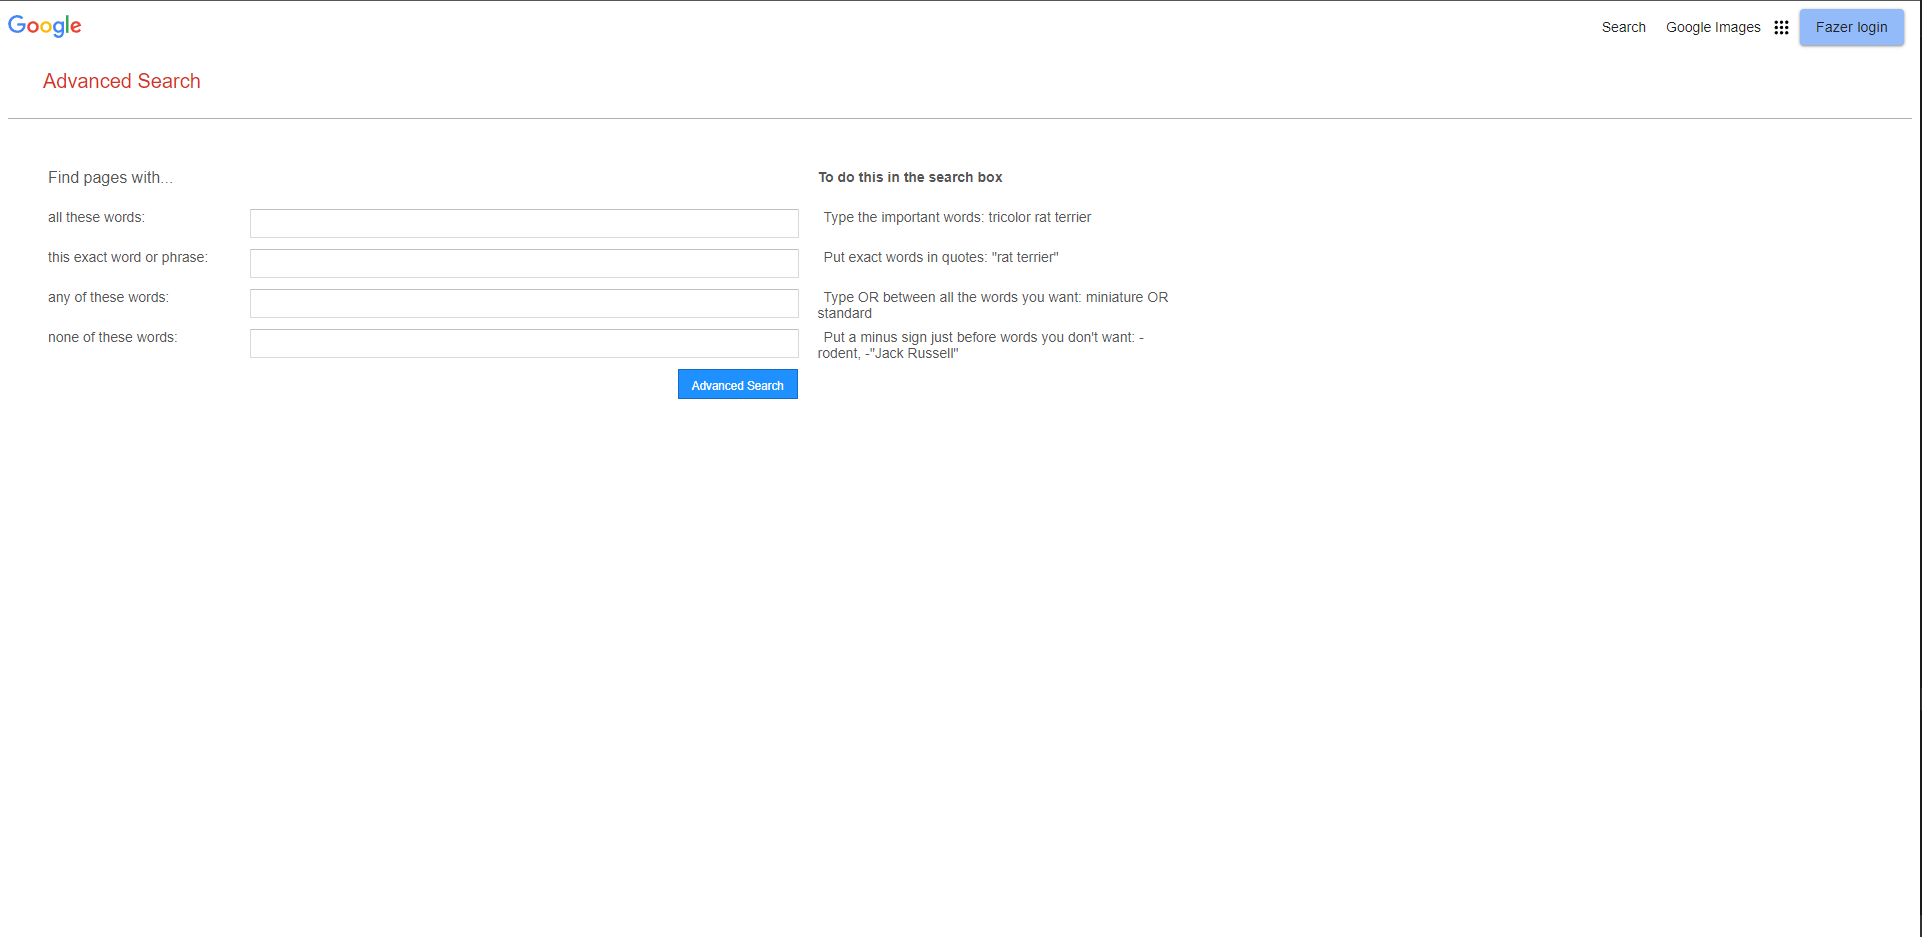 Google
Search Google Images Fazer login
Advanced Search
Find pages with... To do this in the search box
all these words: Type the important words: tricolor rat terrier
this exact word or phrase: Put exact words in quotes: "rat terrier"
any of these words: Type OR between all the words you want: miniature OR
standard
none of these words: Put a minus sign just before words you don't want: -
rodent, -"Jack Russell"
Advanced Search